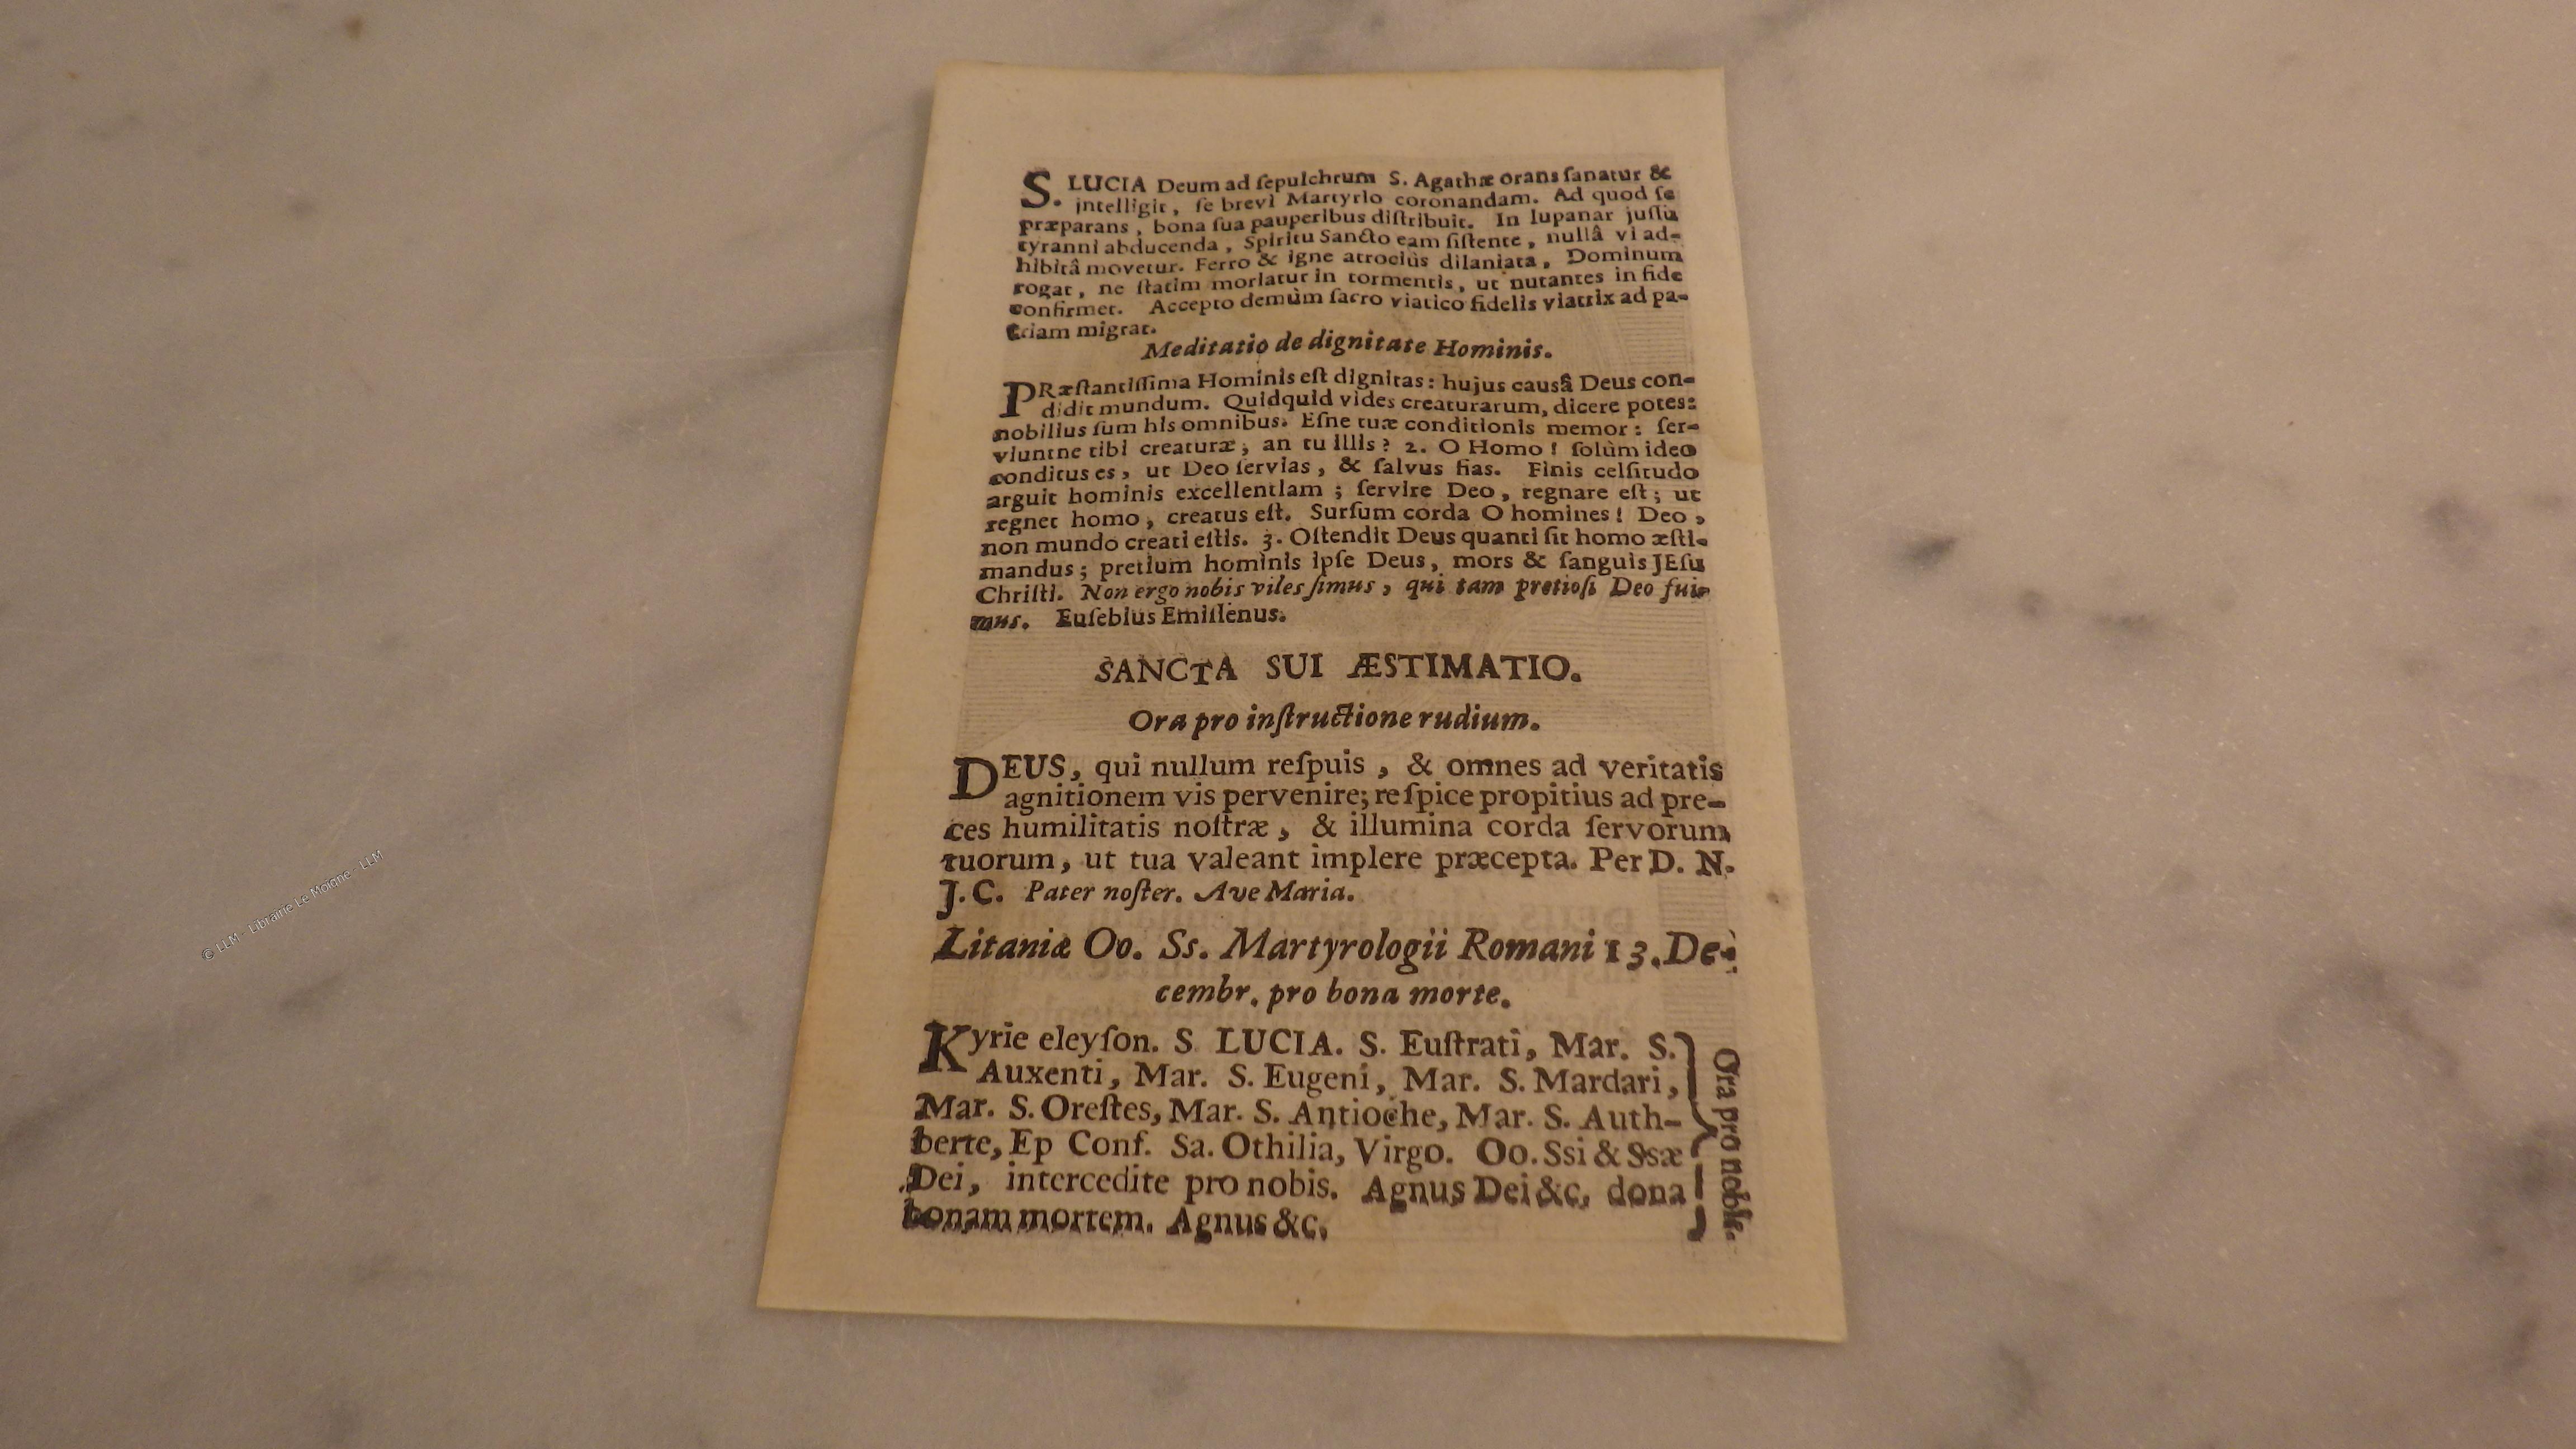 S. LUCIA Deum ad ſepulchrum S. Agathæ orans ſanatur &
intelligit, ſe brevì Martyrio coronandam. Ad quod ſe
præparans, bona ſua pauperibus diſtribuit. In lupanar juſſu
tyranni abducenda, Spiritu Sancto eam ſiſtente, nullâ vi ad-
hibitâ movetur. Ferro & igne atrociùs dilaniata, Dominum
rogat, ne ſtatim moriatur in tormentis, ut nutantes in fide
confirmet. Accepto demùm ſacro viatico fidelis viatrix ad pa-
triam migrat.
Meditatio de dignitate Hominis.
PRæſtantiſſima Hominis eſt dignitas: hujus causâ Deus con-
didit mundum. Quidquid vides creaturarum, dicere potes:
nobilius ſum his omnibus. Eſne tuæ conditionis memor: ſer-
viuntne tibi creaturæ, an tu illis? 2. O Homo! ſolùm ideo
conditus es, ut Deo ſervias, & ſalvus fias. Finis celſitudo
arguit hominis excellentiam; ſervire Deo, regnare eſt; ut
regnet homo, creatus eſt. Surſum corda O homines! Deo,
non mundo creati eſtis. 3. Oſtendit Deus quanti ſit homo æſti-
mandus; pretium hominis ipſe Deus, mors & ſanguis JEſu
Chriſti. Non ergo nobis viles ſimus, qui tam pretioſi Deo fui-
mus. Euſebius Emiſſenus.
SANCTA SUI ÆSTIMATIO.
Ora pro inſtructione rudium.
DEUS, qui nullum reſpuis, & omnes ad veritatis
agnitionem vis pervenire; reſpice propitius ad pre-
ces humilitatis noſtræ, & illumina corda ſervorum
tuorum, ut tua valeant implere præcepta. Per D. N.
J. C. Pater noſter. Ave Maria.
Litaniæ Oo. Ss. Martyrologii Romani 13. De-
cembr. pro bona morte.
Kyrie eleyſon. S LUCIA. S. Euſtrati, Mar. S.
Auxenti, Mar. S. Eugeni, Mar. S. Mardari,
Mar. S. Oreſtes, Mar. S. Antioche, Mar. S. Auth-
berte, Ep Conf. Sa. Othilia, Virgo. Oo. Ssi & Ssæ
Dei, intercedite pro nobis. Agnus Dei &c, dona
bonam mortem. Agnus &c.
Ora pro nobis.
© LLM - Librairie Le Moigne - LLM